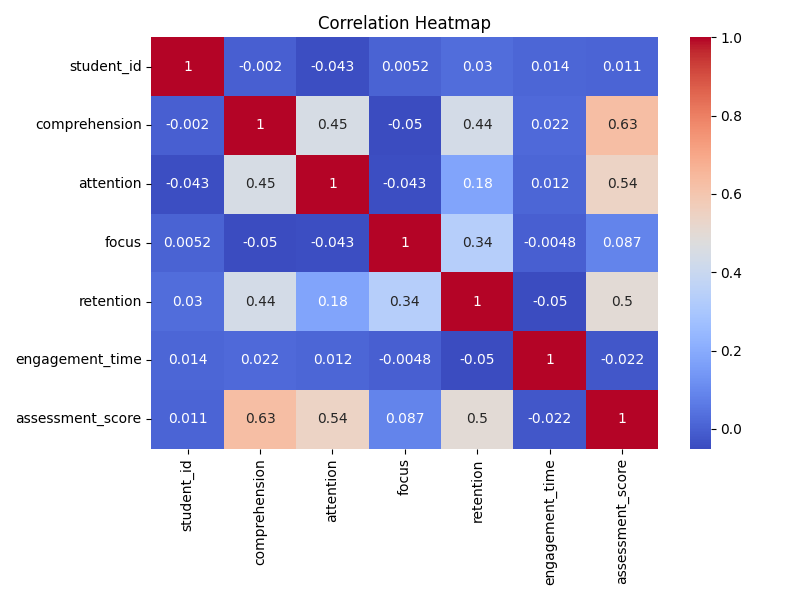 Correlation Heatmap
student_id 1 -0.002 -0.043 0.0052 0.03 0.014 0.011
comprehension -0.002 1 0.45 -0.05 0.44 0.022 0.63
attention -0.043 0.45 1 -0.043 0.18 0.012 0.54
focus 0.0052 -0.05 -0.043 1 0.34 -0.0048 0.087
retention 0.03 0.44 0.18 0.34 1 -0.05 0.5
engagement_time 0.014 0.022 0.012 -0.0048 -0.05 1 -0.022
assessment_score 0.011 0.63 0.54 0.087 0.5 -0.022 1
student_id
comprehension
attention
focus
retention
engagement_time
assessment_score
1.0
0.8
0.6
0.4
0.2
0.0